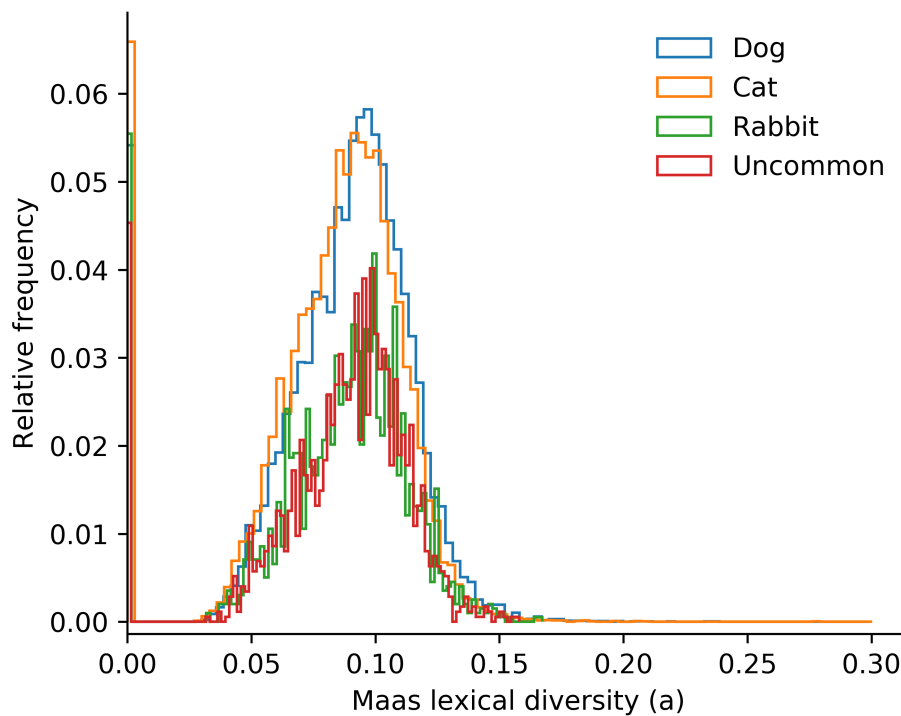 Dog
Cat
Rabbit
Uncommon
0.06
0.05
0.04
0.03
0.02
0.01
0.00
Relative frequency
0.00 0.05 0.10 0.15 0.20 0.25 0.30
Maas lexical diversity (a)